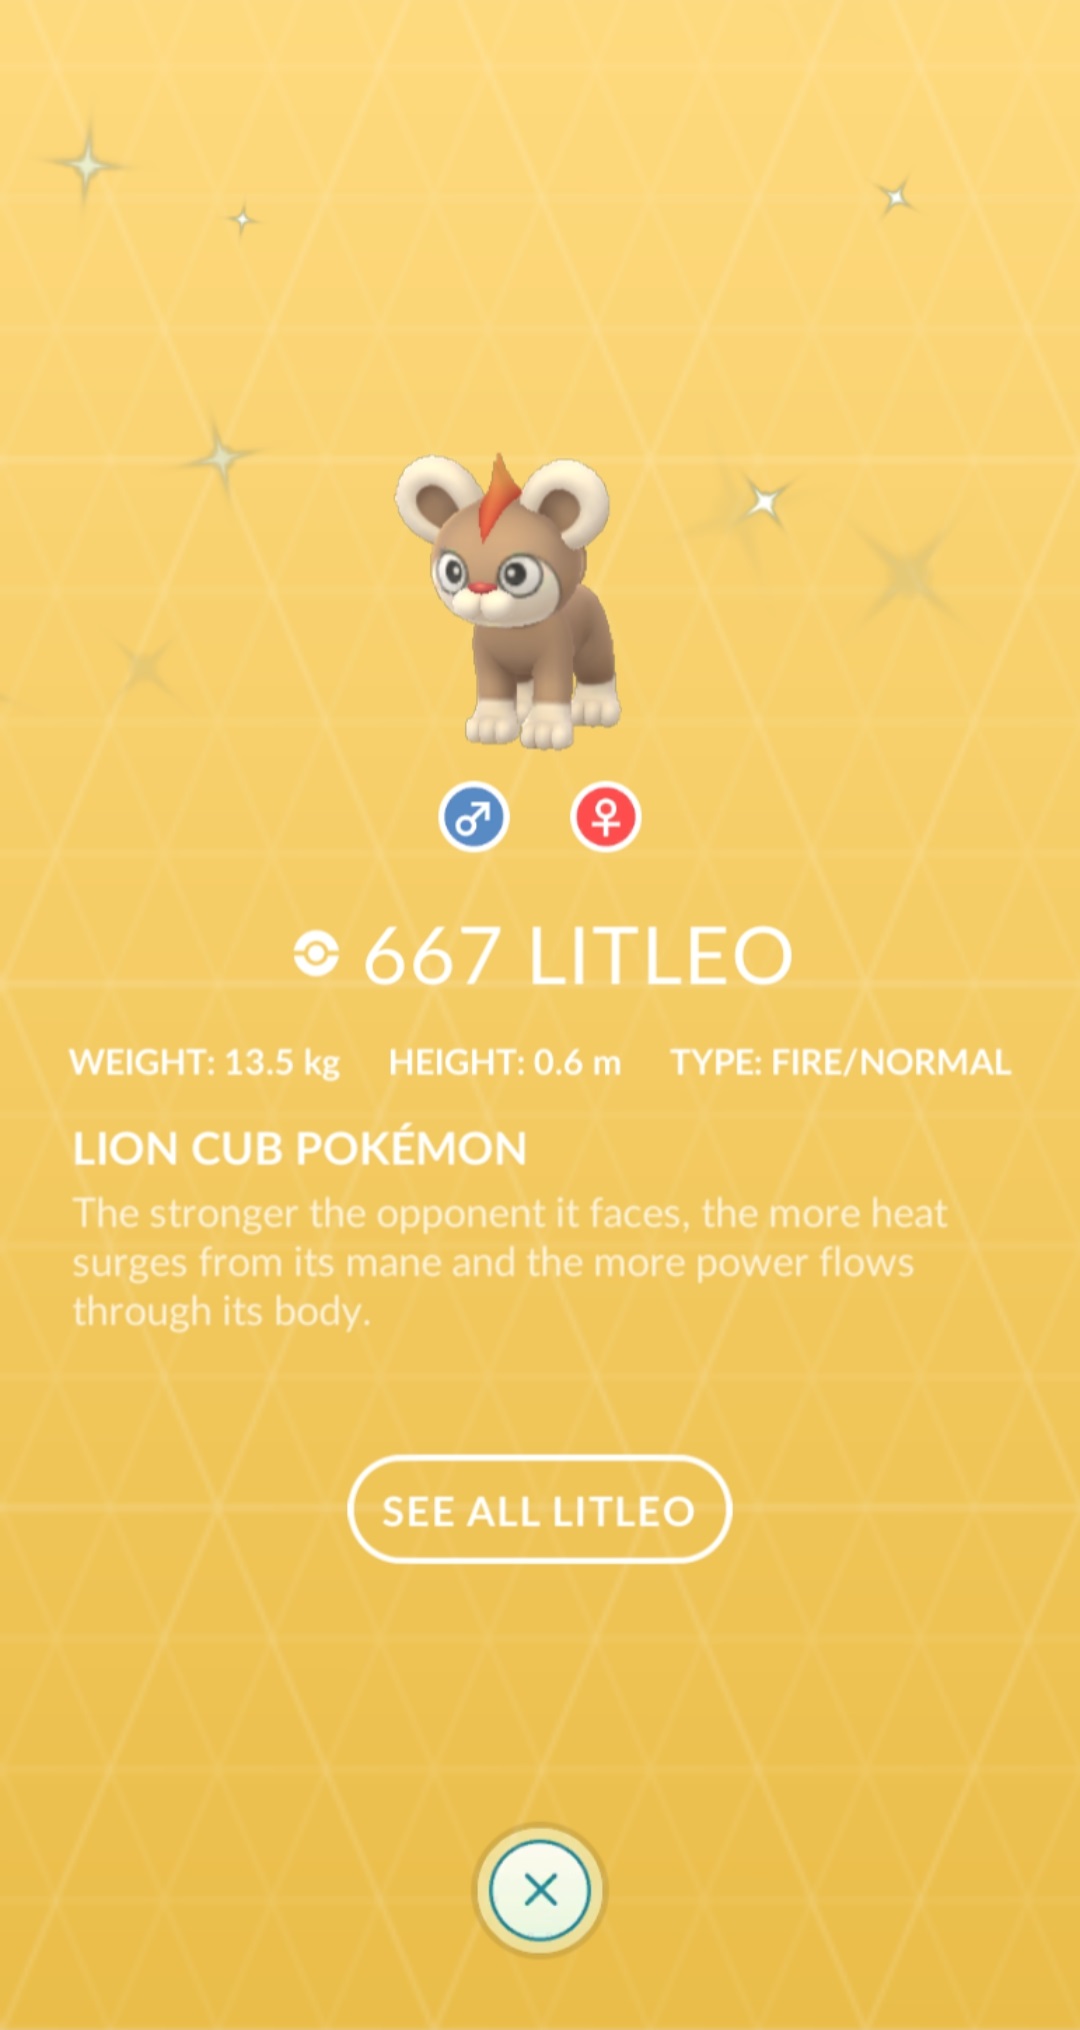 667 LITLEO
WEIGHT: 13.5 kg HEIGHT: 0.6 m TYPE: FIRE/NORMAL
LION CUB POKÉMON
The stronger the opponent it faces, the more heat
surges from its mane and the more power flows
through its body.
SEE ALL LITLEO